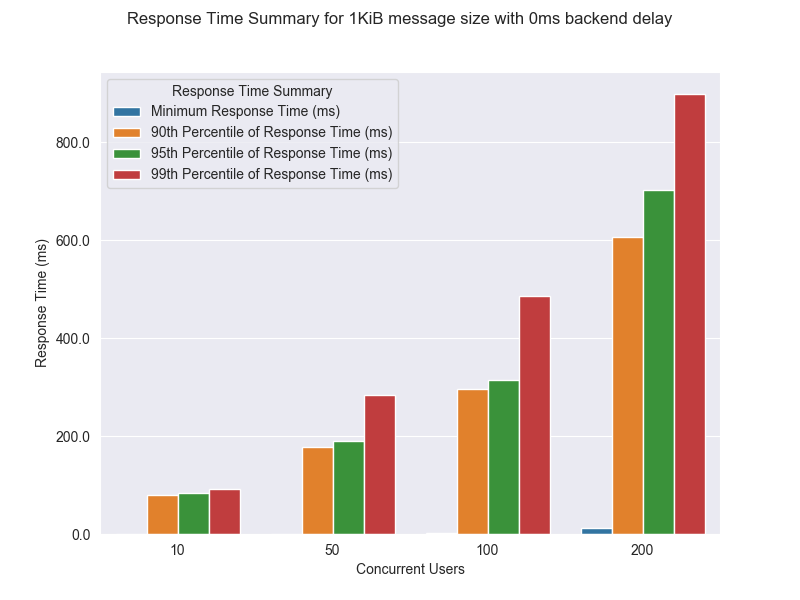 Response Time Summary for 1KiB message size with 0ms backend delay
Response Time Summary
Minimum Response Time (ms)
90th Percentile of Response Time (ms)
95th Percentile of Response Time (ms)
99th Percentile of Response Time (ms)
Response Time (ms)
800.0
600.0
400.0
200.0
0.0
10 50 100 200
Concurrent Users